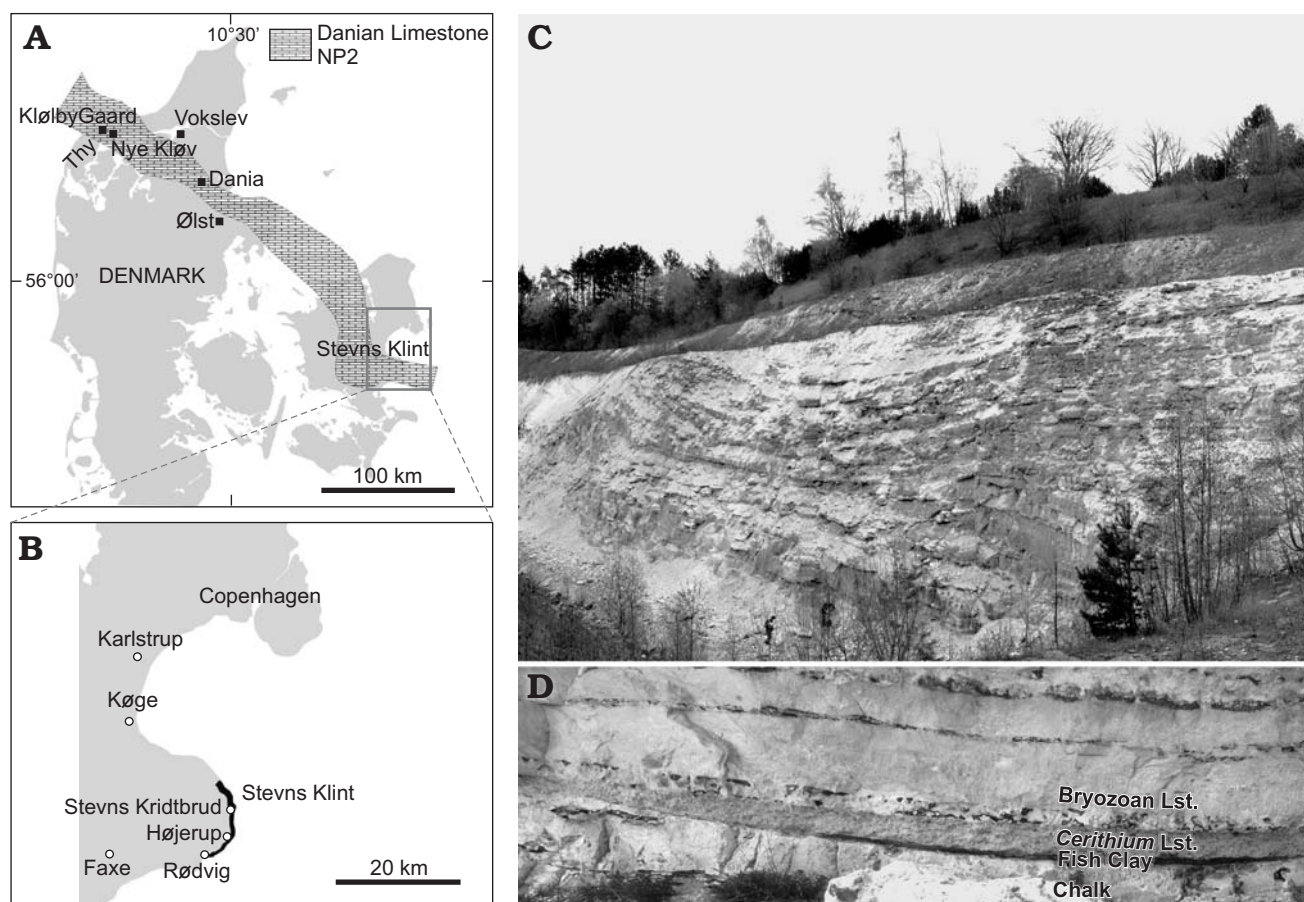 A
10°30’
Danian Limestone
NP2
KlølbyGaard
Vokslev
Thy
Nye Kløv
Dania
Ølst
56°00’
DENMARK
Stevns Klint
100 km
B
Copenhagen
Karlstrup
Køge
Stevns Klint
Stevns Kridtbrud
Højerup
Faxe
Rødvig
20 km
C
D
Bryozoan Lst.
Cerithium Lst.
Fish Clay
Chalk